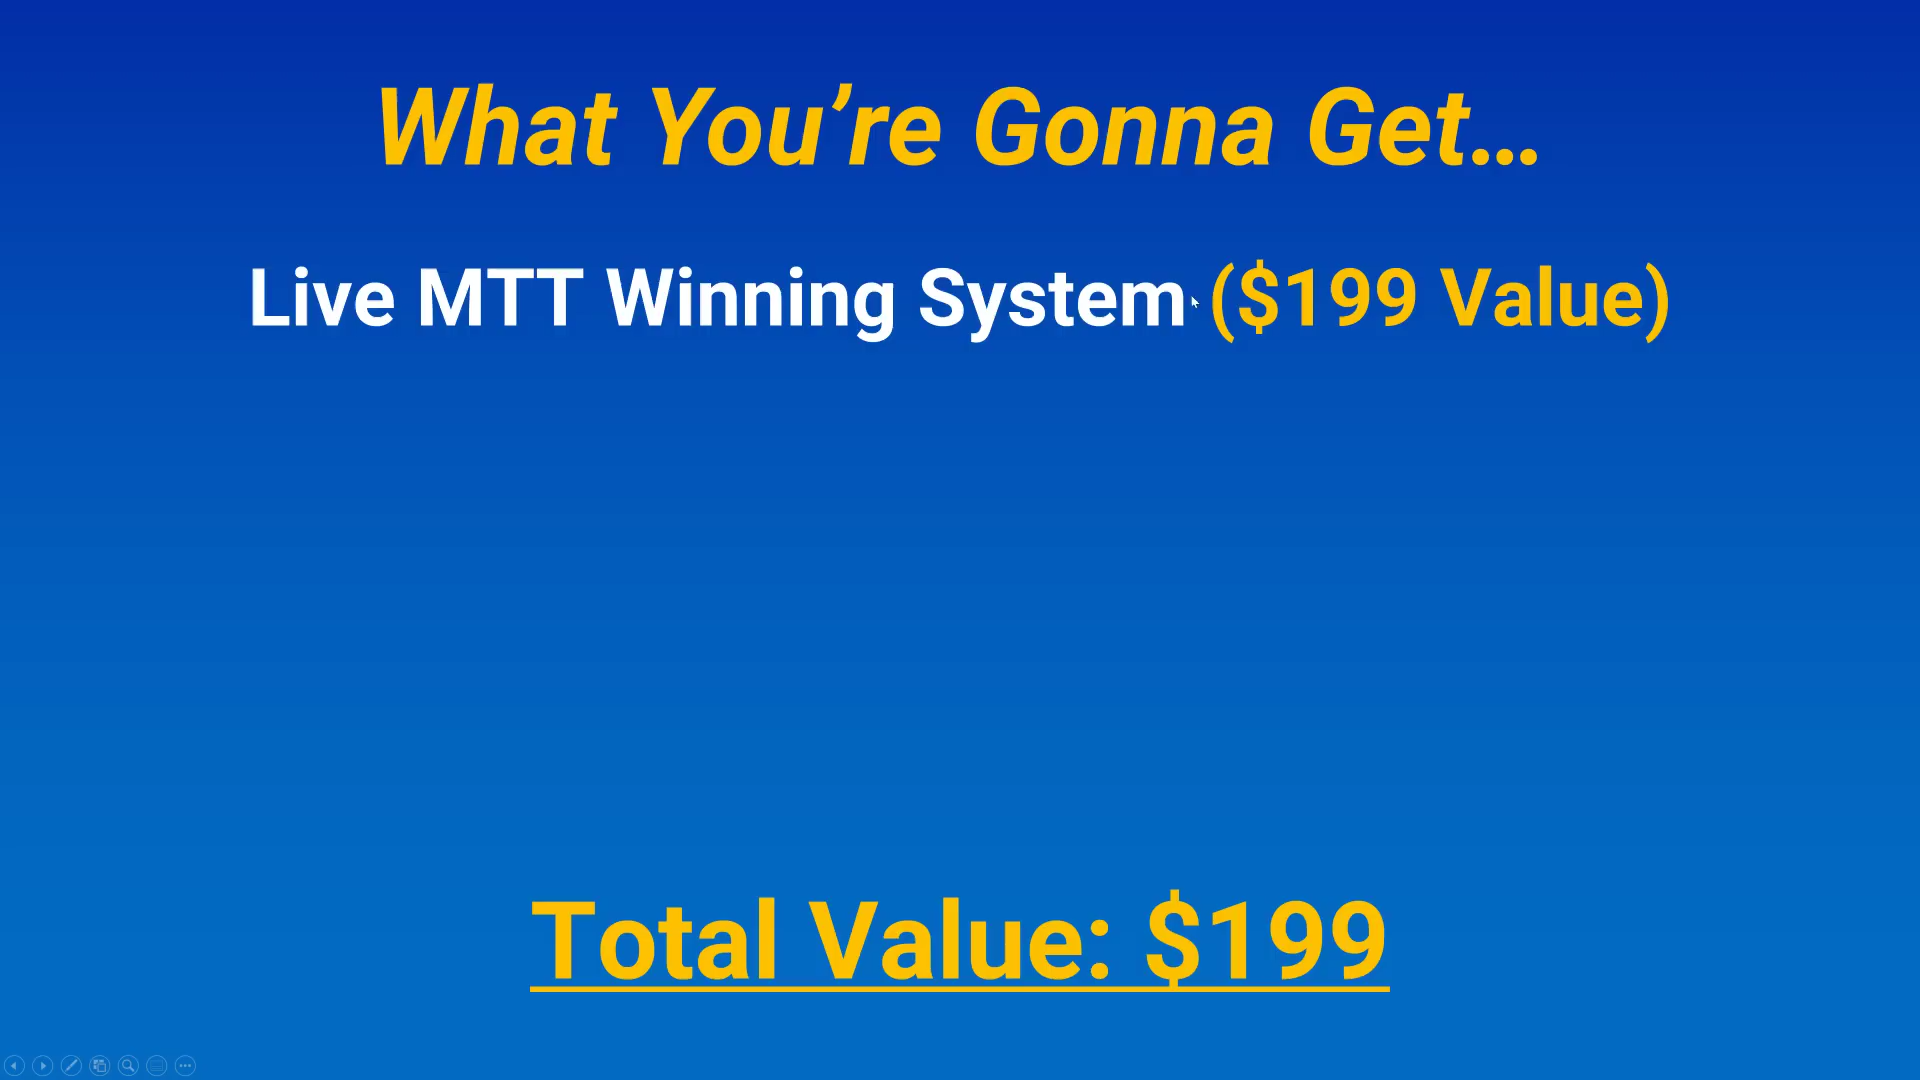 What You’re Gonna Get…
Live MTT Winning System ($199 Value)
Total Value: $199